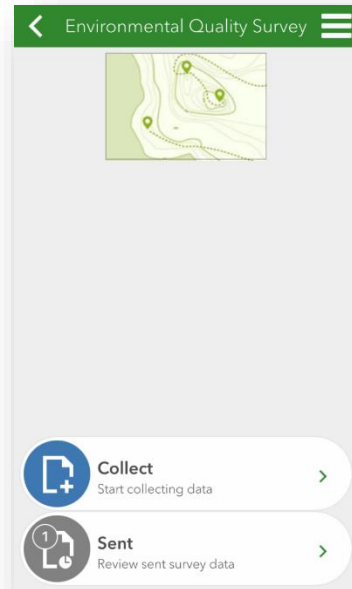 Environmental Quality Survey
Collect
Start collecting data
1
Sent
Review sent survey data